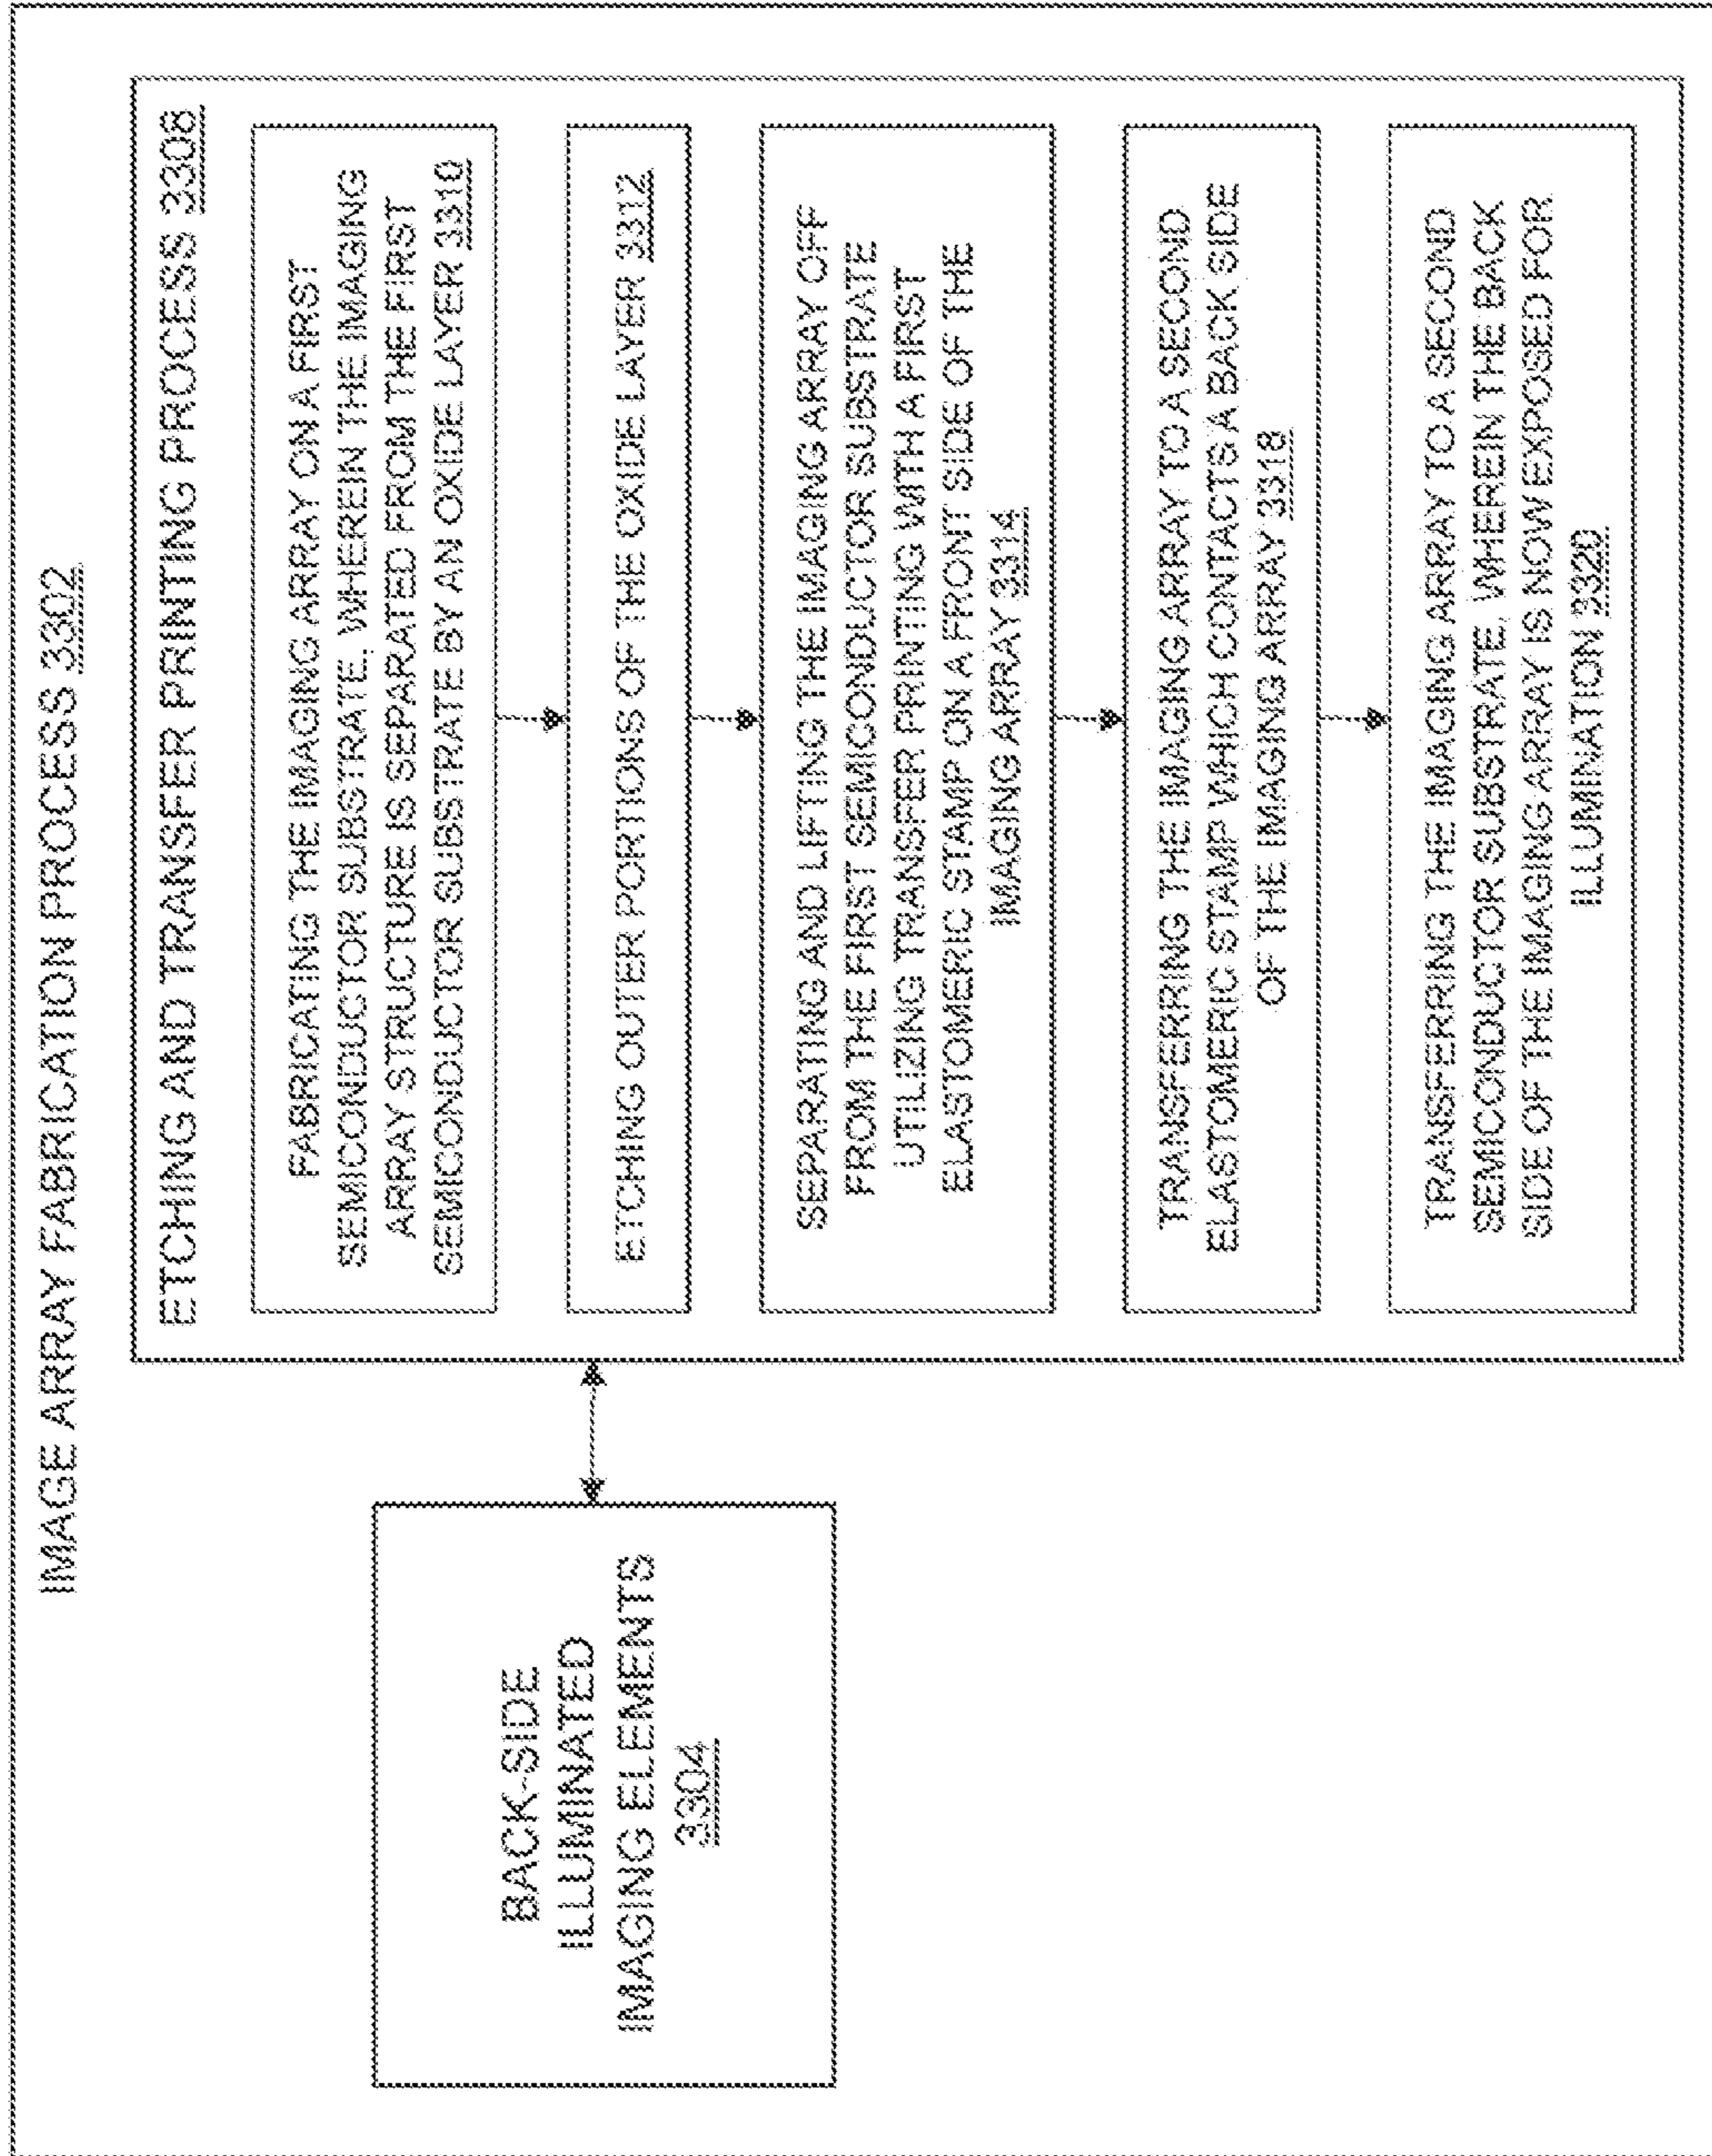 IMAGE ARRAY FABRICATION PROCESS 3302
BACK-SIDE
ILLUMINATED
IMAGING ELEMENTS
3304
ETCHING AND TRANSFER PRINTING PROCESS 3308
FABRICATING THE IMAGING ARRAY ON A FIRST
SEMICONDUCTOR SUBSTRATE, WHEREIN THE IMAGING
ARRAY STRUCTURE IS SEPARATED FROM THE FIRST
SEMICONDUCTOR SUBSTRATE BY AN OXIDE LAYER 3310
ETCHING OUTER PORTIONS OF THE OXIDE LAYER 3312
SEPARATING AND LIFTING THE IMAGING ARRAY OFF
FROM THE FIRST SEMICONDUCTOR SUBSTRATE
UTILIZING TRANSFER PRINTING WITH A FIRST
ELASTOMERIC STAMP ON A FRONT SIDE OF THE
IMAGING ARRAY 3314
TRANSFERRING THE IMAGING ARRAY TO A SECOND
ELASTOMERIC STAMP WHICH CONTACTS A BACK SIDE
OF THE IMAGING ARRAY 3318
TRANSFERRING THE IMAGING ARRAY TO A SECOND
SEMICONDUCTOR SUBSTRATE, WHEREIN THE BACK
SIDE OF THE IMAGING ARRAY IS NOW EXPOSED FOR
ILLUMINATION 3320